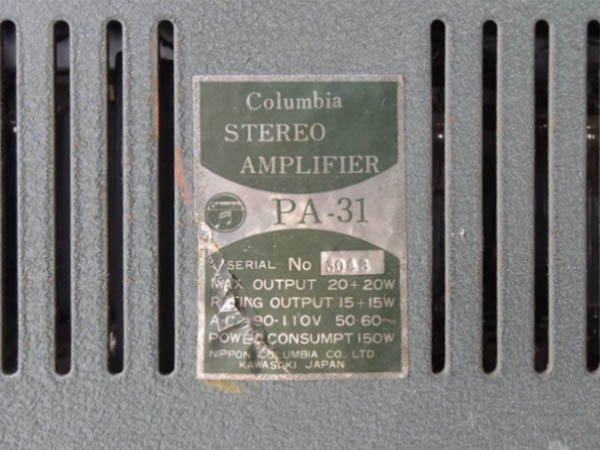 Columbia
STEREO
AMPLIFIER
PA-31
SERIAL No
MAX OUTPUT 20+20W
RATING OUTPUT 15+15W
A.C. 90-110V 50-60~
POWER CONSUMPT 150W
NIPPON COLUMBIA CO., LTD
KAWASAKI JAPAN